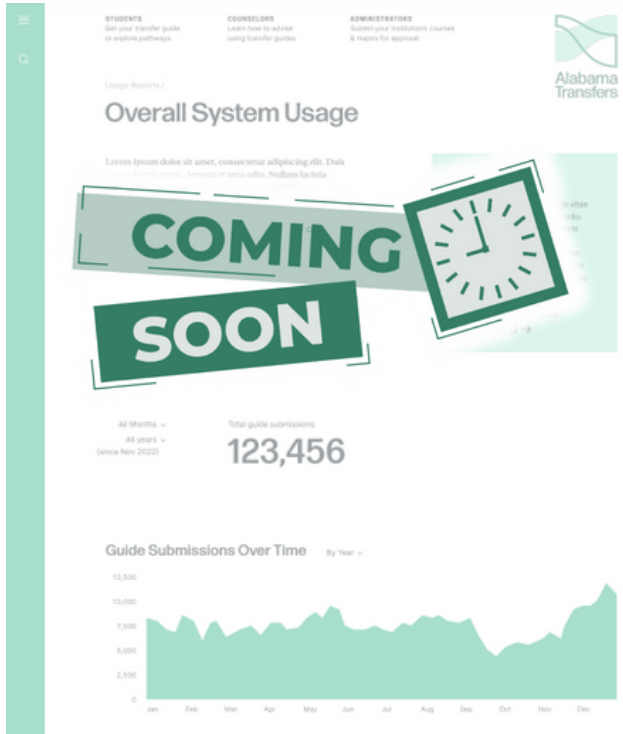 STUDENTS
Get your transfer guide
or explore pathways
COUNSELORS
Learn how to advise
using transfer guides
ADMINISTRATORS
Submit your institution's courses
& majors for approval
Alabama
Transfers
Usage Reports /
Overall System Usage
Lorem ipsum dolor sit amet, consectetur adipiscing elit. Duis
Nullam lacinia
vitae
COMING
SOON
All Months
All years
(since Nov 2022)
Total guide submissions
123,456
Guide Submissions Over Time
By Year
12,500
10,000
7,500
5,000
2,500
0
Jan Feb Mar Apr May Jun Jul Aug Sep Oct Nov Dec